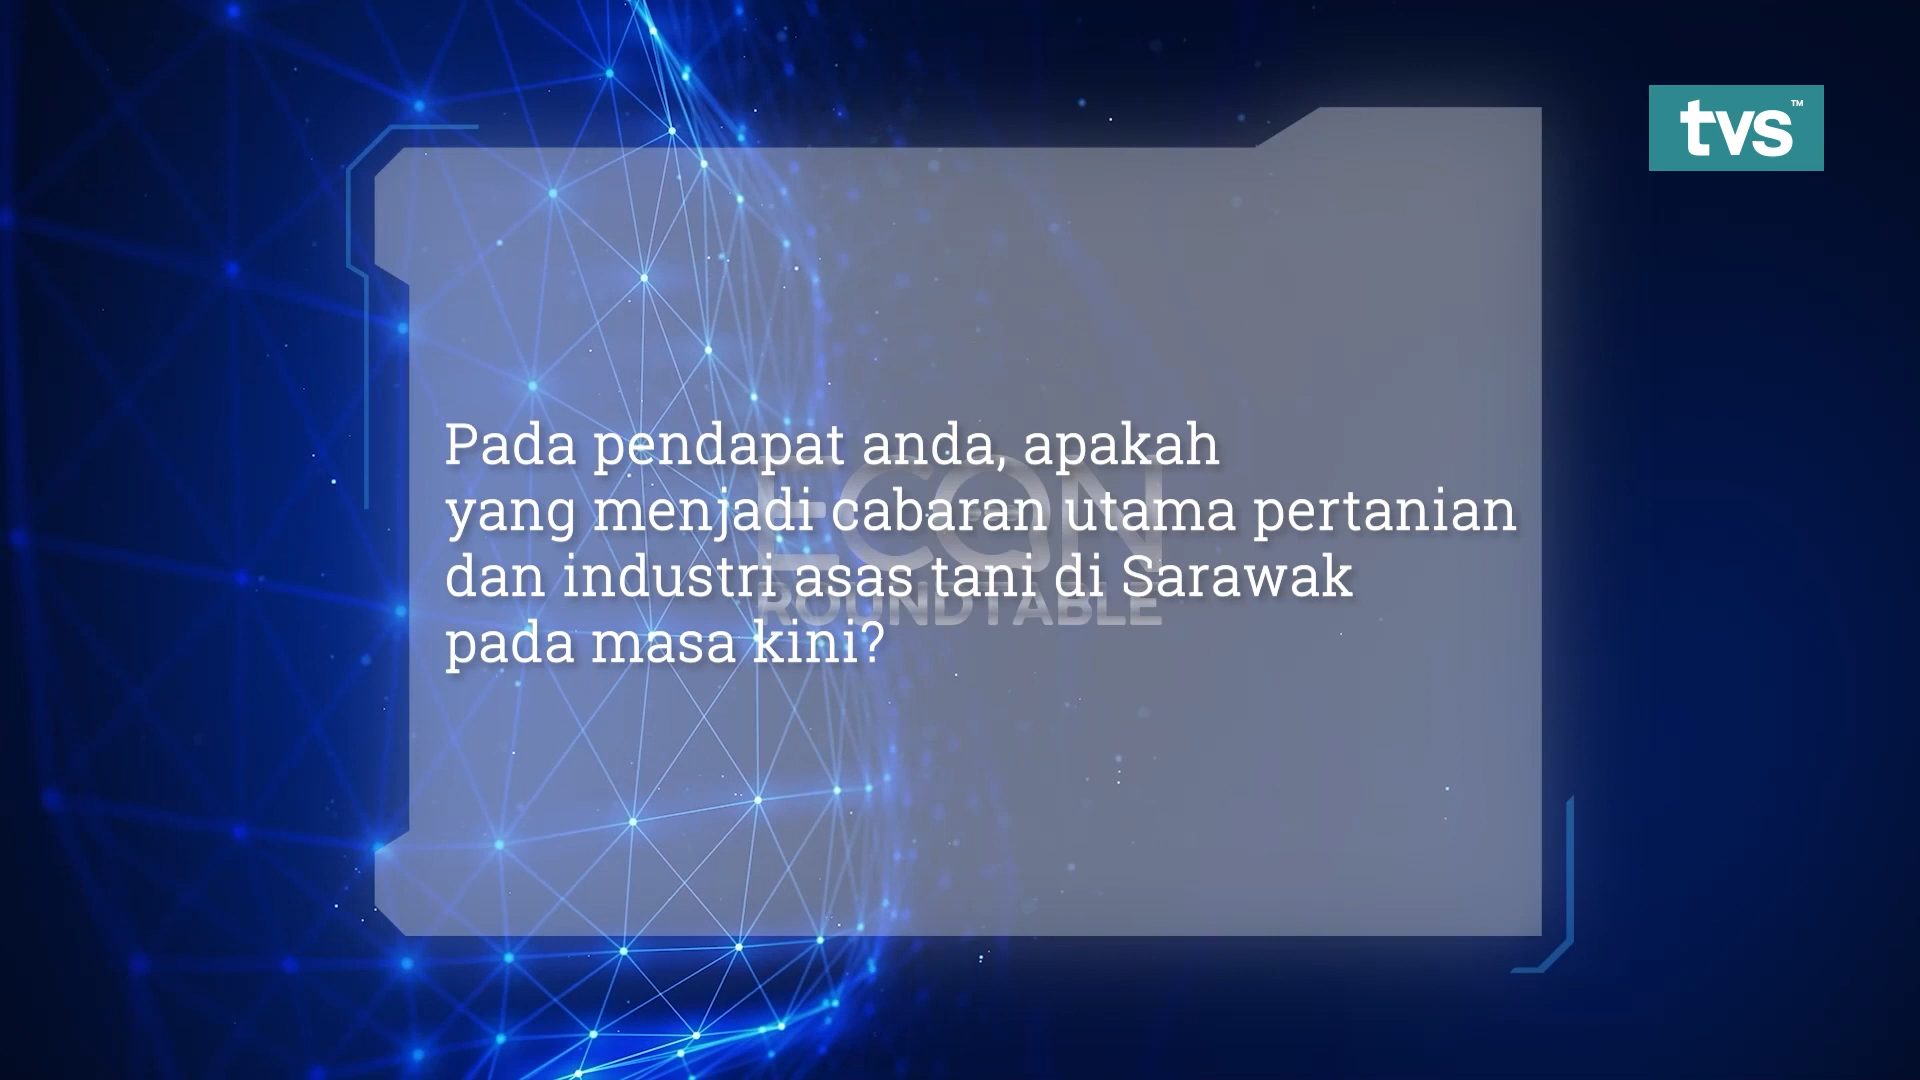 tvs™
Pada pendapat anda, apakah
yang menjadi cabaran utama pertanian
dan industri asas tani di Sarawak
pada masa kini?
ECON
ROUNDTABLE